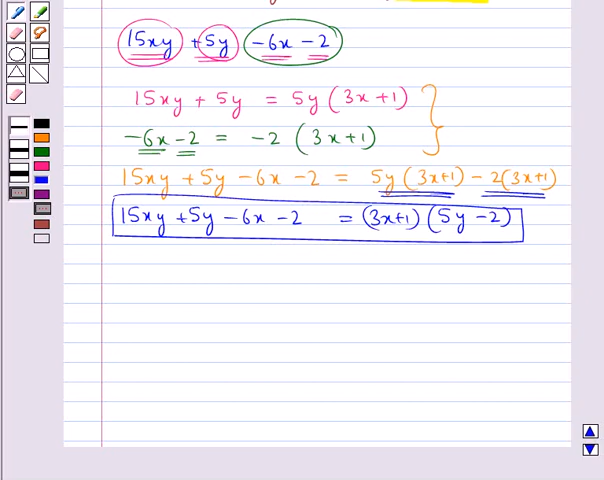 15xy + 5y - 6x - 2
15xy + 5y = 5y (3x+1)
-6x - 2 = -2 (3x+1)
15xy + 5y - 6x - 2 = 5y (3x+1) - 2(3x+1)
15xy + 5y - 6x - 2 = (3x+1) (5y - 2)